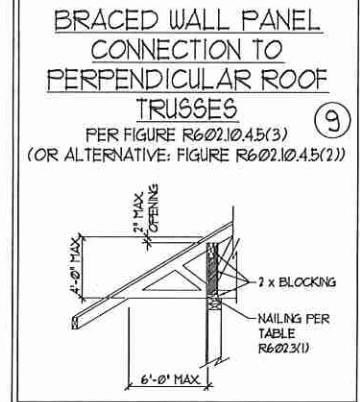 BRACED WALL PANEL
CONNECTION TO
PERPENDICULAR ROOF
TRUSSES
9
PER FIGURE R602.10.4.5(3)
(OR ALTERNATIVE: FIGURE R602.10.4.5(2))
2" MAX.
OPENING
4'-0" MAX
2 x BLOCKING
NAILING PER
TABLE
R602.3(1)
6'-0" MAX.